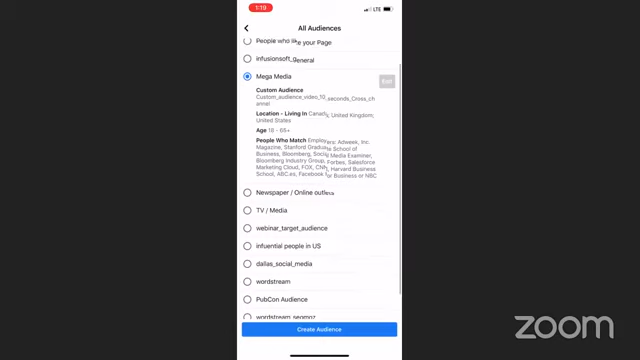 1:19
LTE
All Audiences
People who like your Page
infusionsoft_general
Mega Media
Edit
Custom Audience
Custom_audience_video_10_seconds_Cross_ch
annel
Location - Living In Canada; United Kingdom;
United States
Age 18 - 65+
People Who Match Employers: Adweek, Inc.
Magazine, Stanford Graduate School of
Business, Bloomberg, Social Media Examiner,
Bloomberg Industry Group, Forbes, Salesforce
Marketing Cloud, FOX, CNN, Harvard Business
School, ABC.es, Facebook for Business or NBC
Newspaper / Online outlets
TV / Media
webinar_target_audience
infuential people in US
dallas_social_media
wordstream
PubCon Audience
wordstream_seomoz
Create Audience
zoom